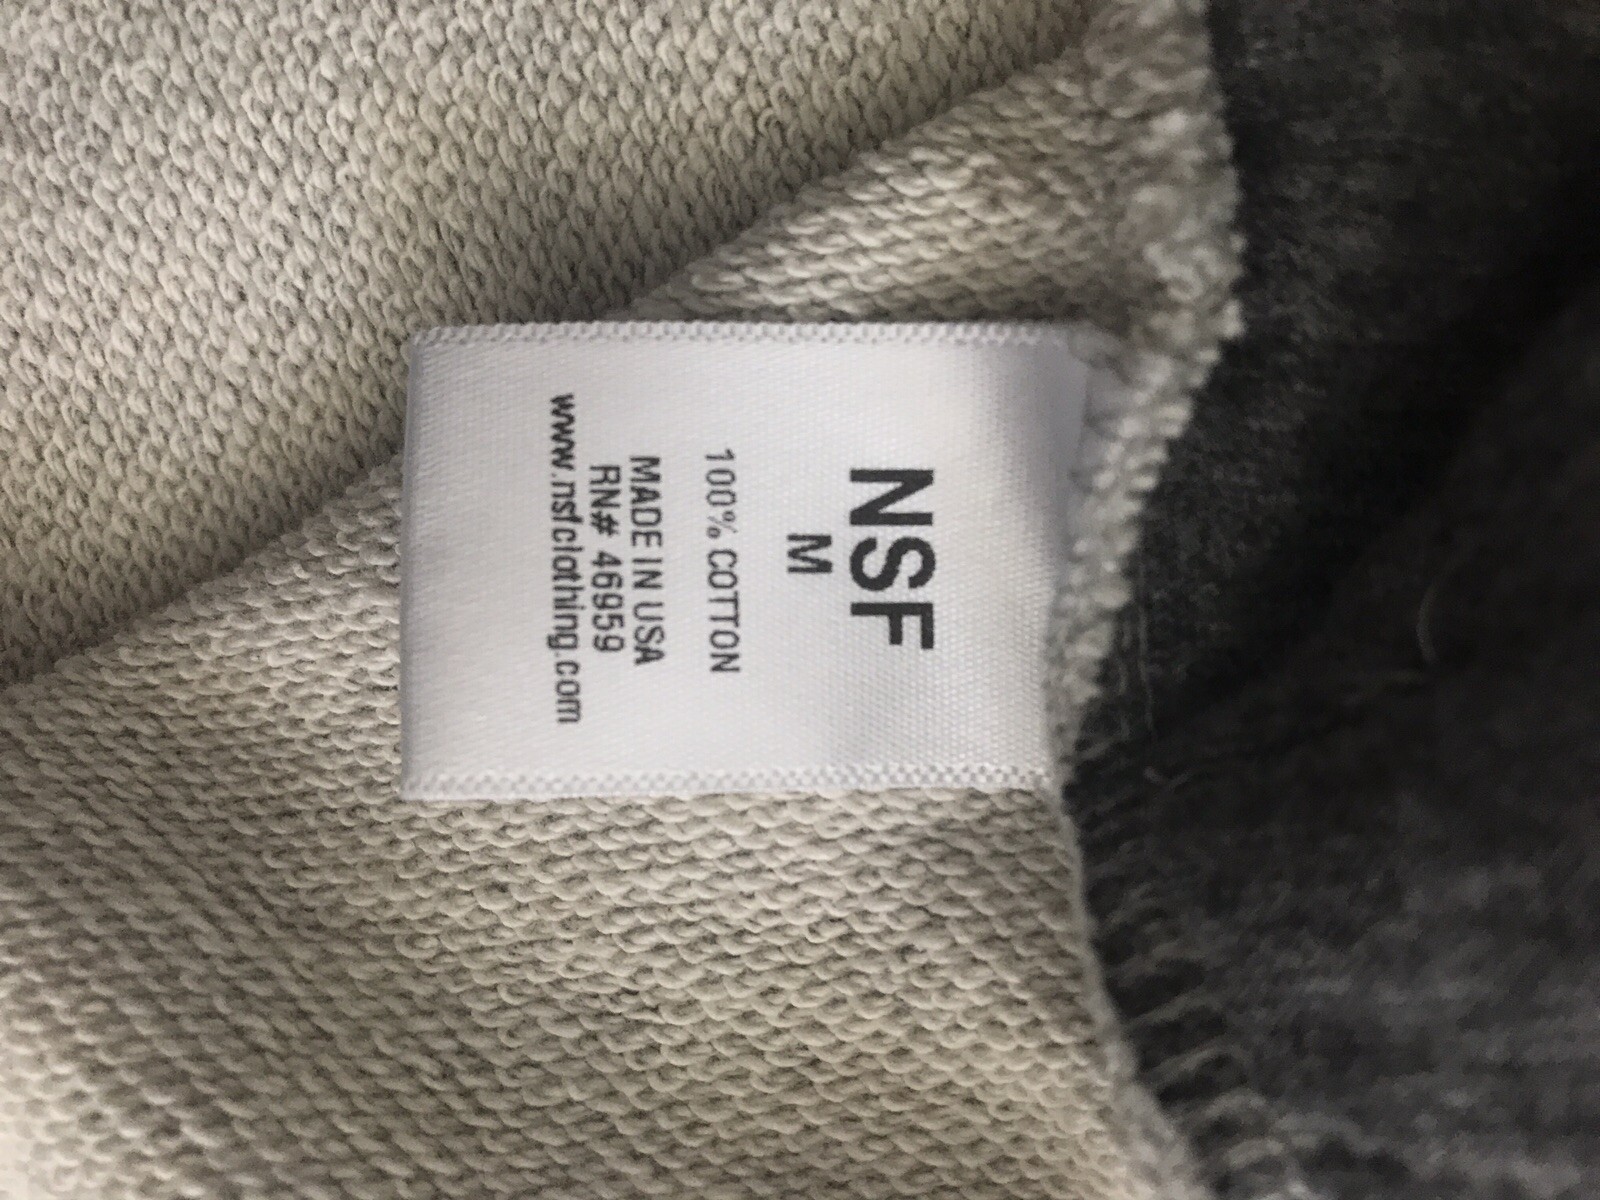 NSF
M
100% COTTON
MADE IN USA
RN# 46959
www.nsfclothing.com